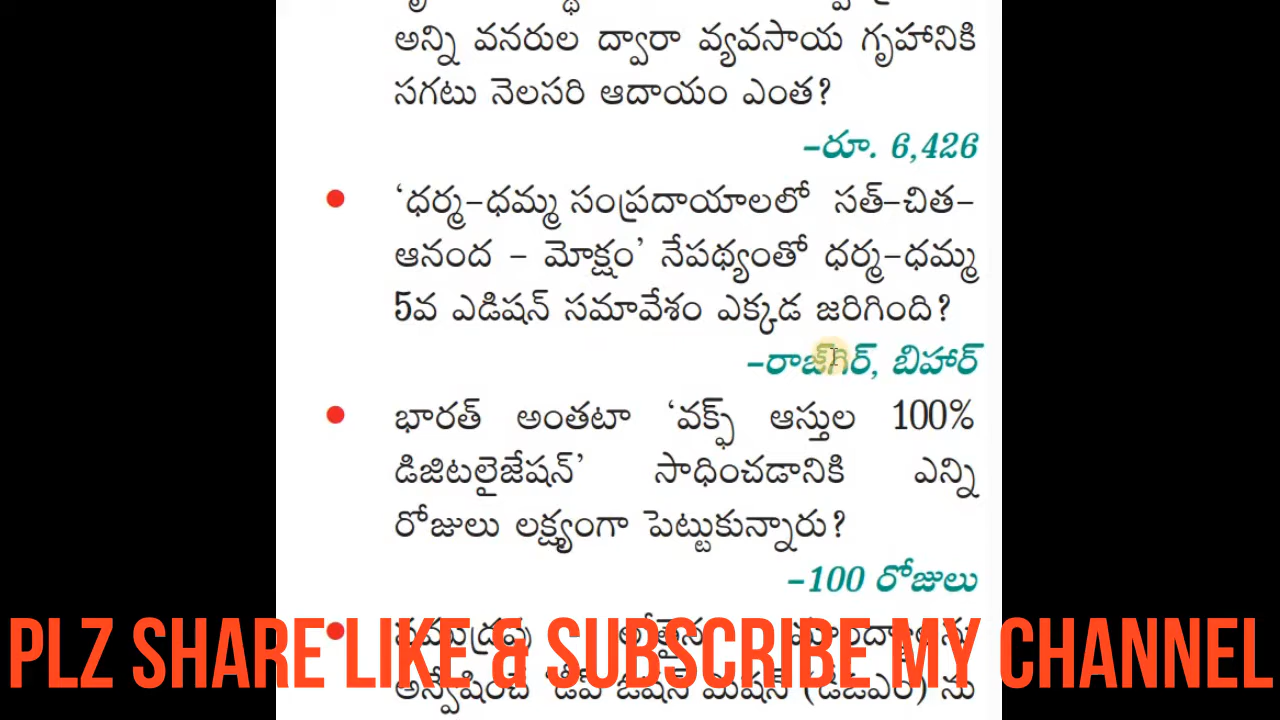 అన్ని వనరుల ద్వారా వ్యవసాయ గృహానికి
సగటు నెలసరి ఆదాయం ఎంత?
–రూ. 6,426
● ‘ధర్మ–ధమ్మ సంప్రదాయాలలో సత్–చిత–
ఆనంద – మోక్షం’ నేపథ్యంతో ధర్మ–ధమ్మ
5వ ఎడిషన్ సమావేశం ఎక్కడ జరిగింది?
–రాజ్‌గిర్, బిహార్
● భారత్ అంతటా ‘వక్ఫ్ ఆస్తుల 100%
డిజిటలైజేషన్’ సాధించడానికి ఎన్ని
రోజులు లక్ష్యంగా పెట్టుకున్నారు?
–100 రోజులు
PLZ SHARE LIKE & SUBSCRIBE MY CHANNEL